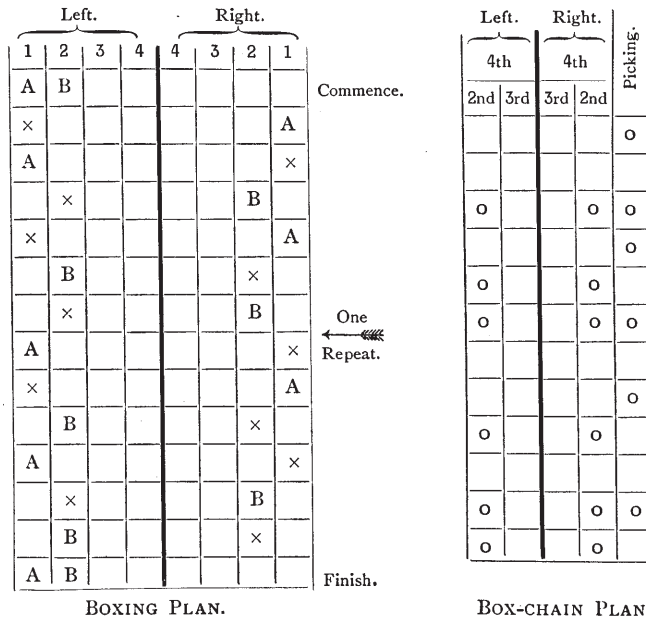 Left. Right.
1 2 3 4 4 3 2 1
A B Commence.
× A
A ×
× B
× A
B ×
× B
One
Repeat.
A ×
× A
B ×
A ×
× B
B ×
A B Finish.
BOXING PLAN.
Left. Right. Picking.
4th 4th
2nd 3rd 3rd 2nd
o
o o o
o
o o
o o o
o
o o
o o o
o o
BOX-CHAIN PLAN